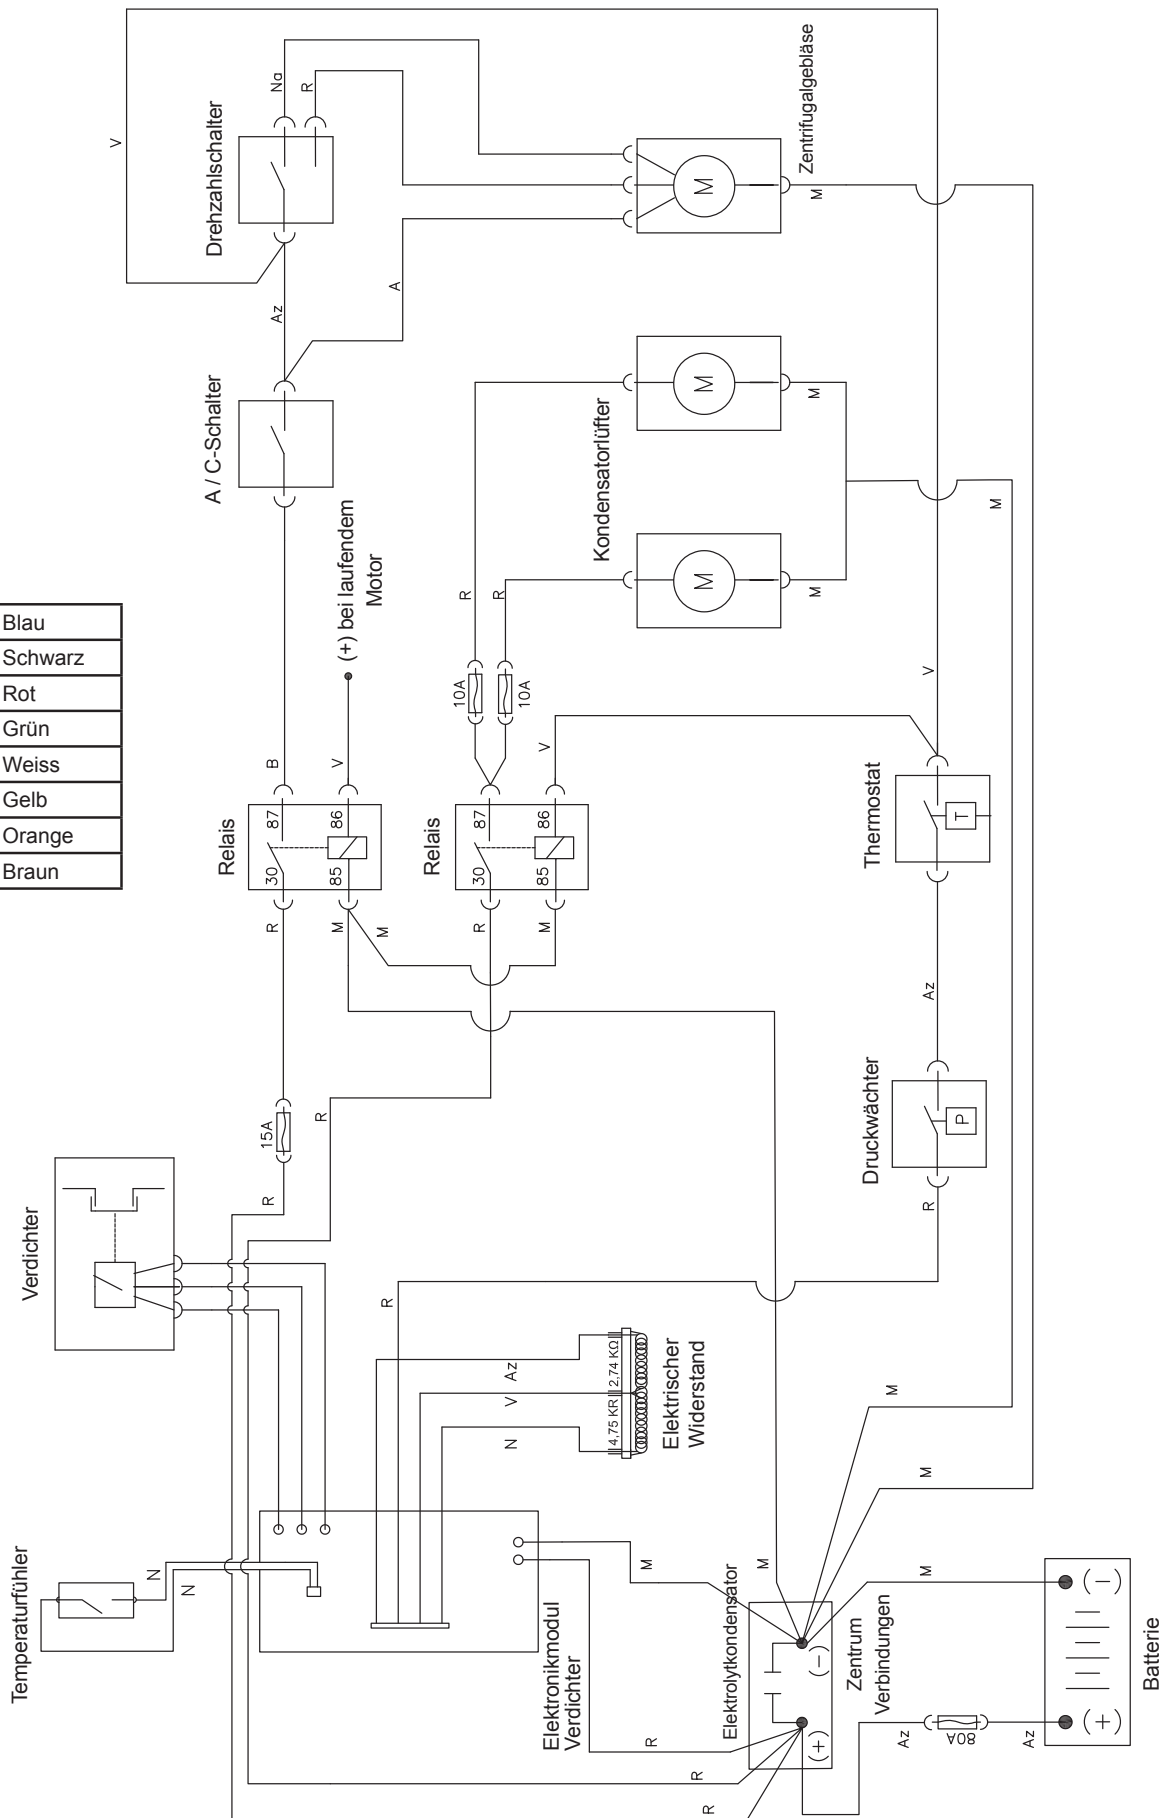 Blau
Schwarz
Rot
Grün
Weiss
Gelb
Orange
Braun
V
Na
R
Drehzahlschalter
Az
A
Zentrifugalgebläse
M
M
A / C-Schalter
B
(+) bei laufendem
Motor
V
Relais
87
86
30
85
R
M
M
Kondensatorlüfter
M
M
M
M
M
R
R
10A
10A
V
Relais
87
86
30
85
R
M
V
Thermostat
T
Az
Druckwächter
P
R
15A
R
R
Verdichter
R
Az
V
N
4,75 KR
2,74 KΩ
Elektrischer
Widerstand
Temperaturfühler
N
N
Elektronikmodul
Verdichter
M
R
R
R
Elektrolytkondensator
(-)
(+)
M
M
M
M
Zentrum
Verbindungen
Az
80A
Az
(-)
(+)
Batterie